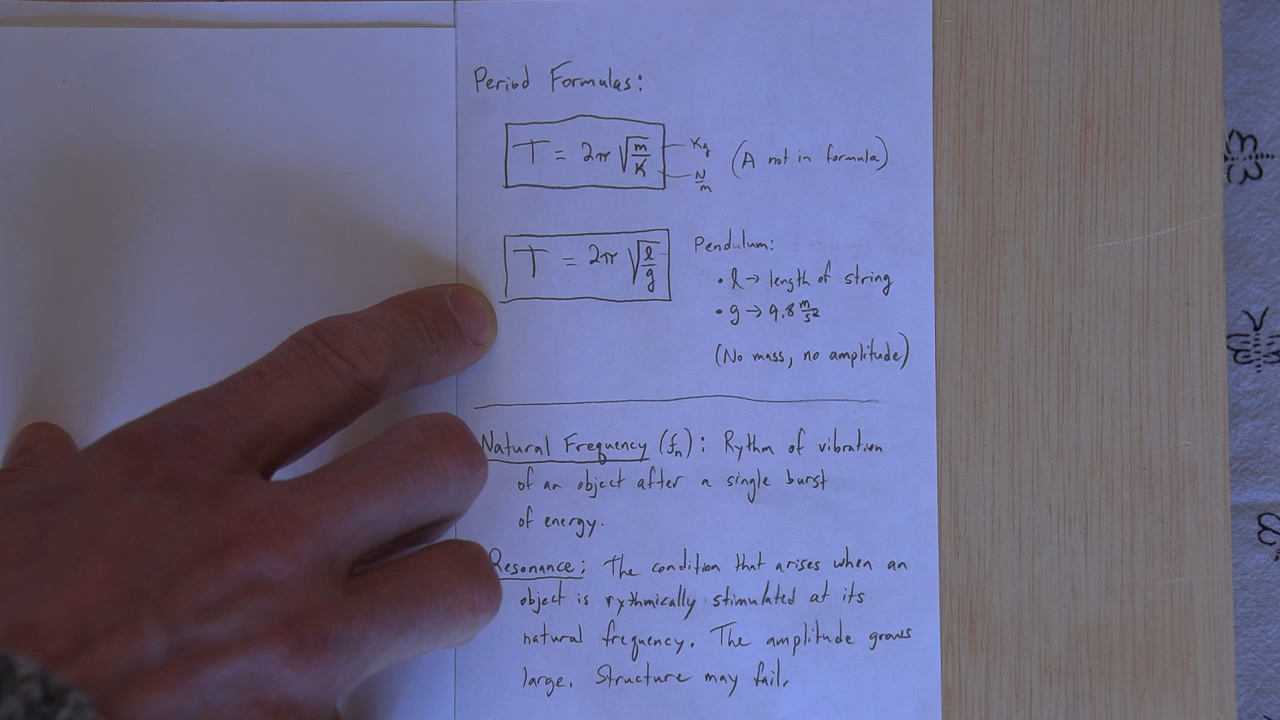 Period Formulas:
T = 2π √(m/K) Kg N/m (A not in formula)
T = 2π √(l/g)
Pendulum:
• l → length of string
• g → 9.8 m/s2
(No mass, no amplitude)
Natural Frequency (fn): Rythm of vibration
of an object after a single burst
of energy.
Resonance: The condition that arises when an
object is rythmically stimulated at its
natural frequency. The amplitude grows
large. Structure may fail.